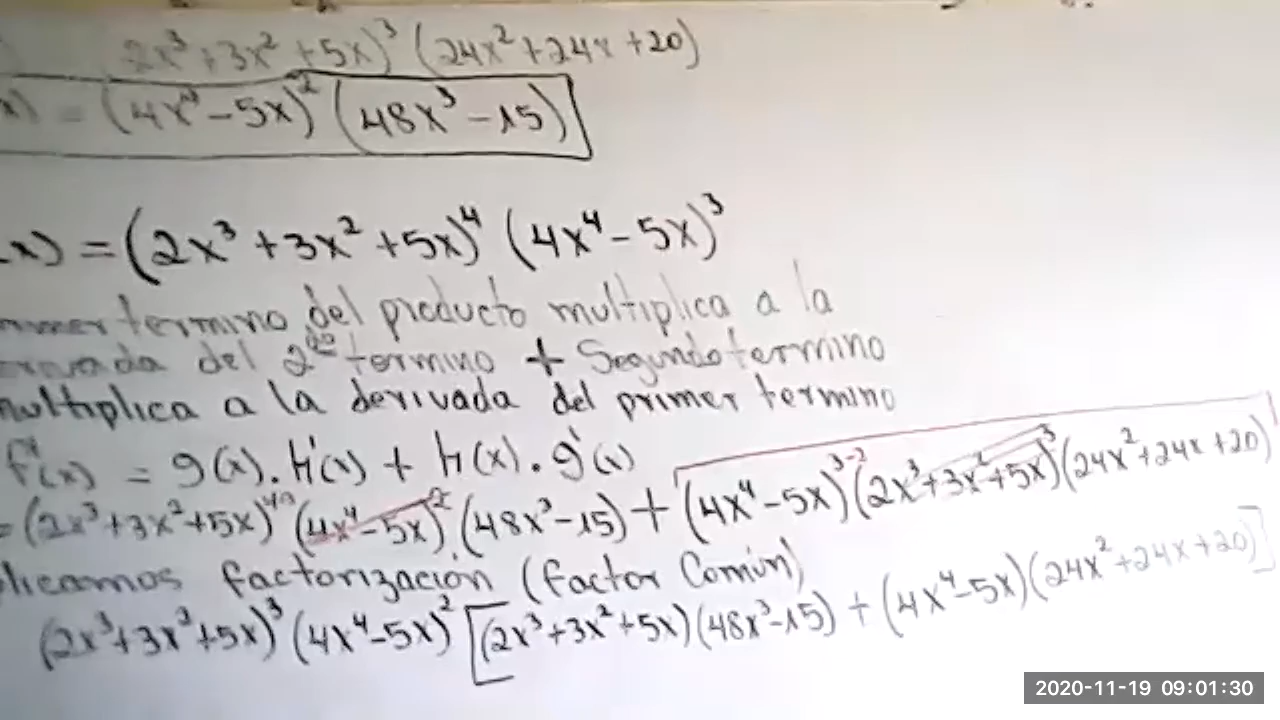 2x³+3x²+5x)³ (24x²+24x+20)
x) = (4x⁴-5x)² (48x³-15)
x) = (2x³+3x²+5x)⁴ (4x⁴-5x)³
termino del producto multiplica a la
del 2do termino + Segundo termino
multiplica a la derivada del primer termino
f'(x) = g(x).h'(x) + h(x).g'(x)
= (2x³+3x²+5x) (4x⁴-5x)² (48x³-15) + (4x⁴-5x) (2x³+3x²+5x)³ (24x²+24x+20)
licamos factorización (factor Común)
(2x³+3x²+5x)³ (4x⁴-5x)² [(2x³+3x²+5x)(48x³-15) + (4x⁴-5x)(24x²+24x+20)]
2020-11-19 09:01:30